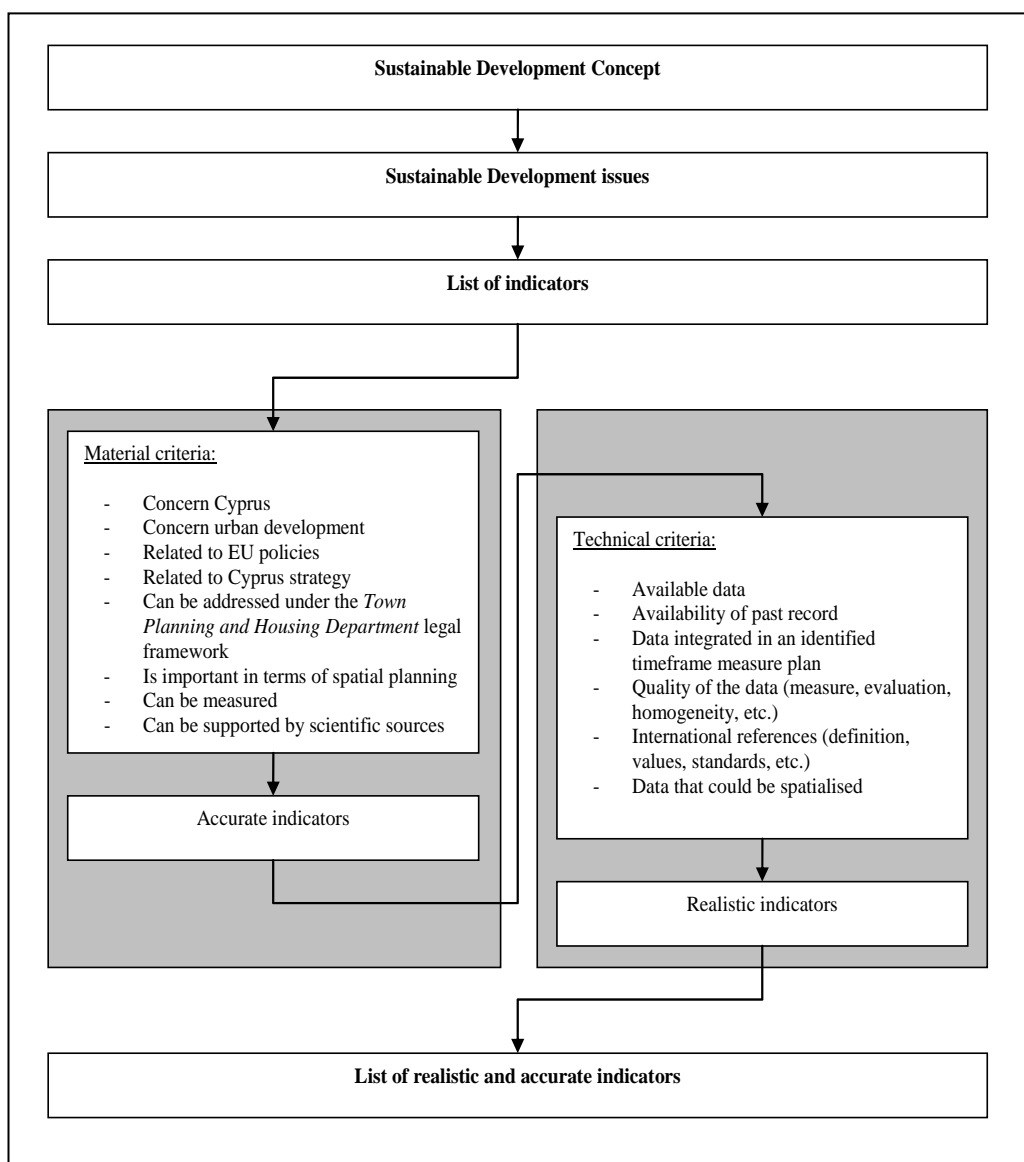 Sustainable Development Concept
Sustainable Development issues
List of indicators
Material criteria:
- Concern Cyprus
- Concern urban development
- Related to EU policies
- Related to Cyprus strategy
- Can be addressed under the Town
Planning and Housing Department legal
framework
- Is important in terms of spatial planning
- Can be measured
- Can be supported by scientific sources
Accurate indicators
Technical criteria:
- Available data
- Availability of past record
- Data integrated in an identified
timeframe measure plan
- Quality of the data (measure, evaluation,
homogeneity, etc.)
- International references (definition,
values, standards, etc.)
- Data that could be spatialised
Realistic indicators
List of realistic and accurate indicators